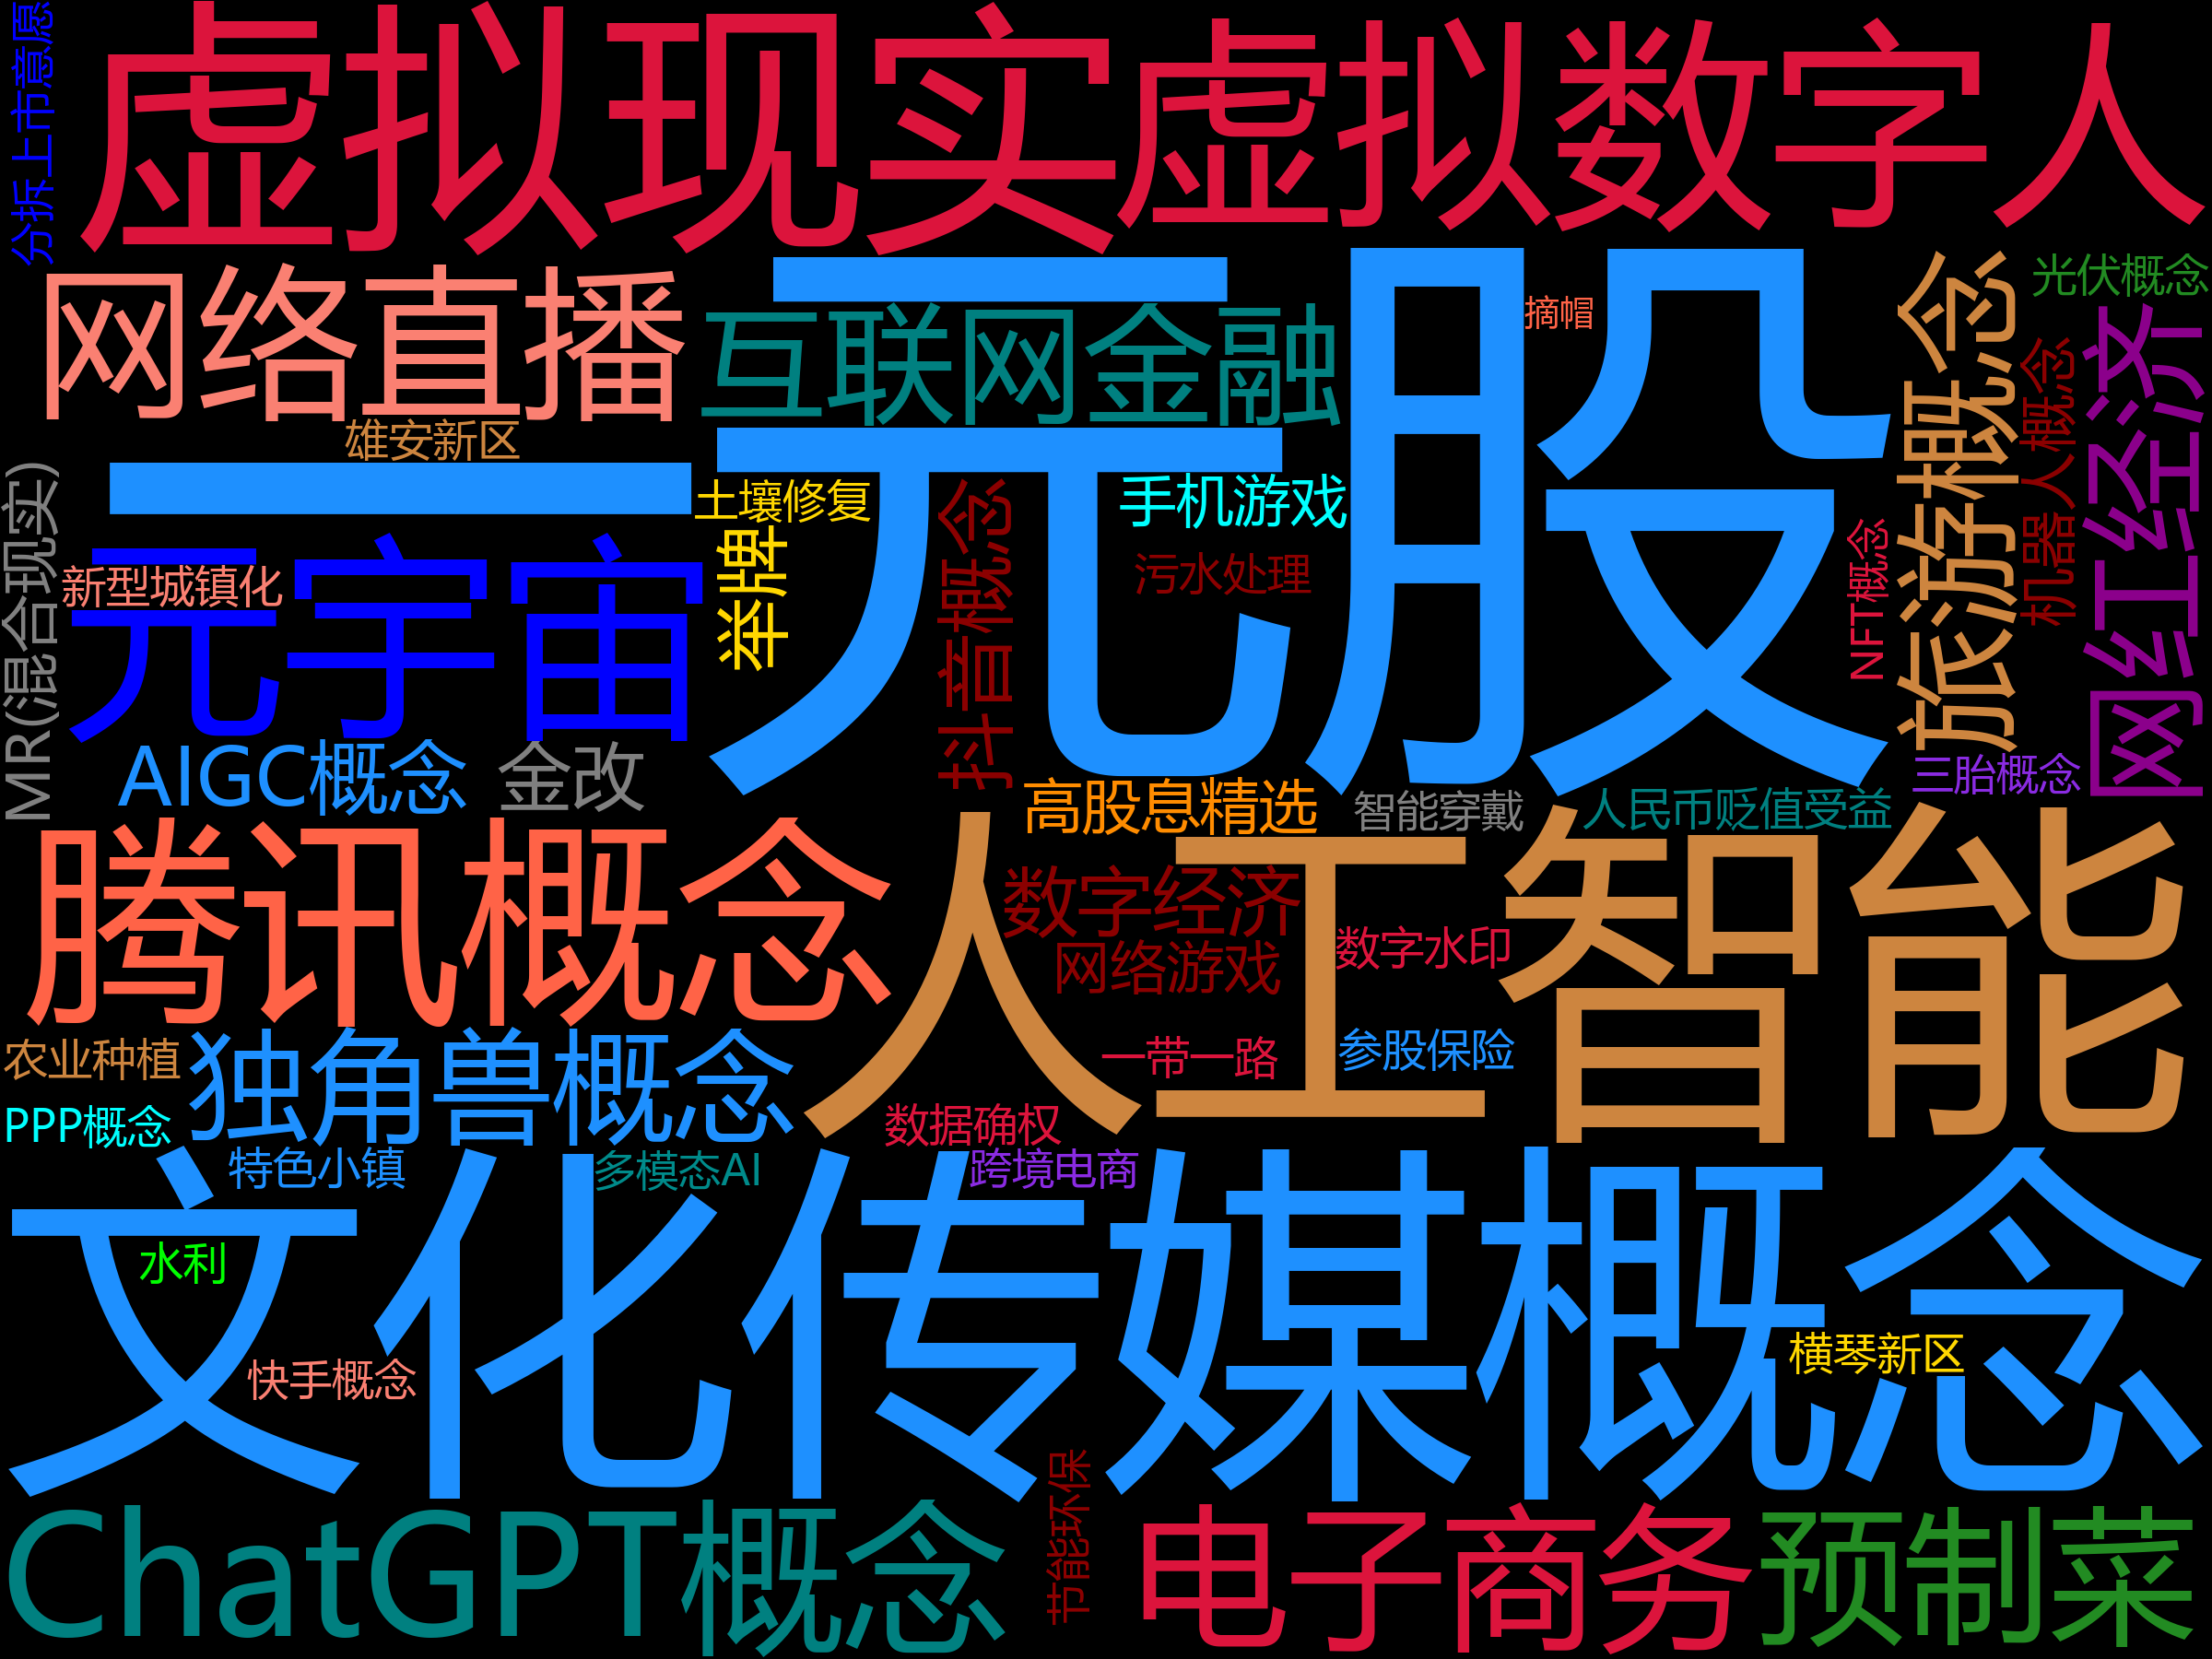 分拆上市意愿
虚拟现实
虚拟数字人
网络直播
互联网金融
摘帽
旅游概念
光伏概念
机器人概念
网红经济
雄安新区
一元股
MR(混合现实)
土壤修复
手机游戏
抖音概念
污水处理
举牌
新型城镇化
元宇宙
NFT概念
AIGC概念
金改
三胎概念
高股息精选
智能穿戴
人民币贬值受益
腾讯概念
人工智能
数字经济
数字水印
网络游戏
农业种植
独角兽概念
一带一路
参股保险
PPP概念
数据确权
特色小镇
多模态AI
跨境电商
文化传媒概念
水利
快手概念
横琴新区
节能环保
ChatGPT概念
电子商务
预制菜